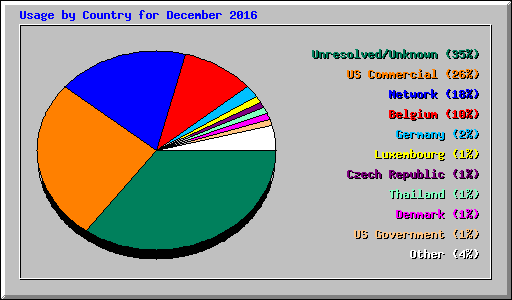 Usage by Country for December 2016
Unresolved/Unknown (35%)
US Commercial (26%)
Network (18%)
Belgium (10%)
Germany (2%)
Luxembourg (1%)
Czech Republic (1%)
Thailand (1%)
Denmark (1%)
US Government (1%)
Other (4%)